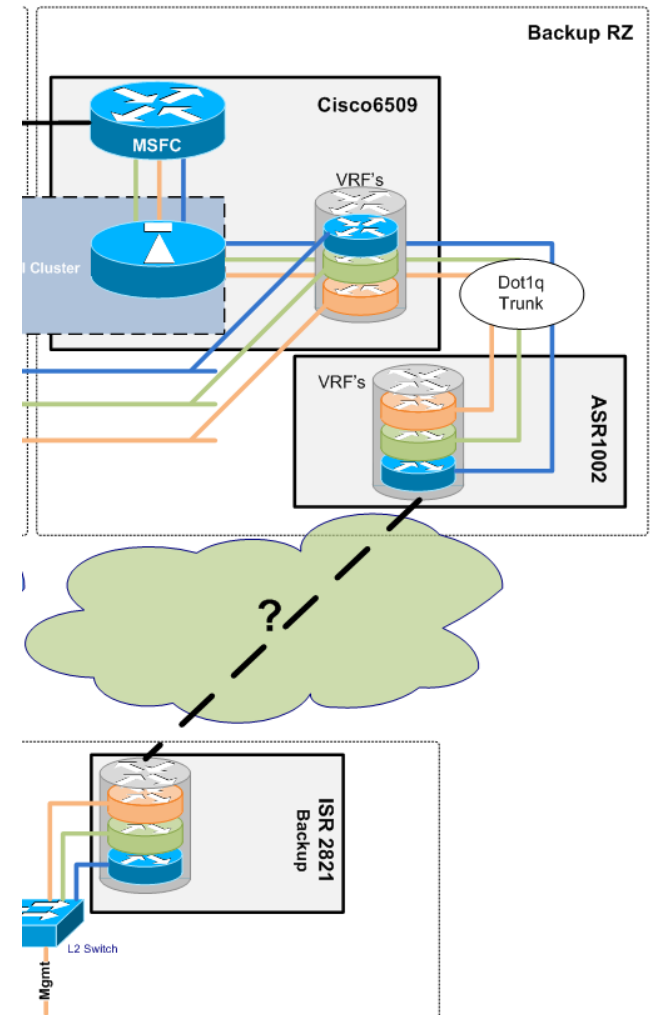 Backup RZ
Cisco6509
MSFC
VRF's
Cluster
Dot1q
Trunk
VRF's
ASR1002
?
ISR 2821
Backup
L2 Switch
Mgmt